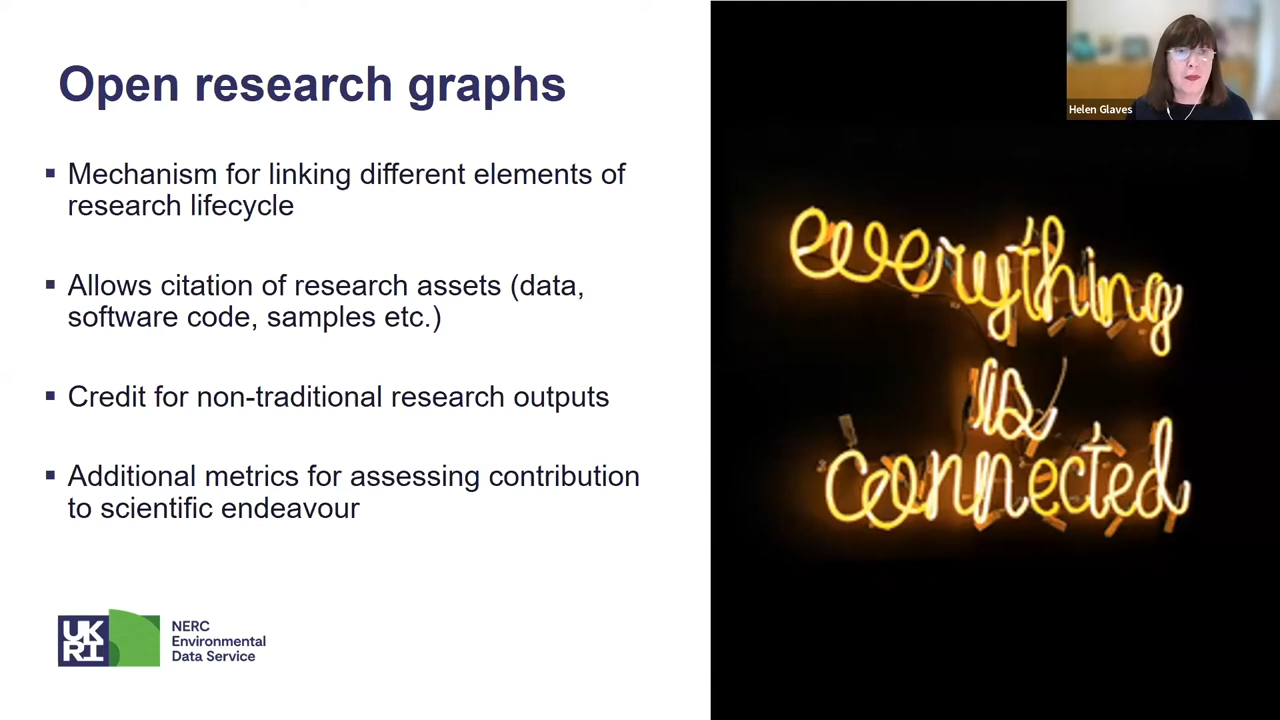 Open research graphs
▪ Mechanism for linking different elements of
research lifecycle
▪ Allows citation of research assets (data,
software code, samples etc.)
▪ Credit for non-traditional research outputs
▪ Additional metrics for assessing contribution
to scientific endeavour
UK
RI
NERC
Environmental
Data Service
Helen Glaves
everything
is
connected